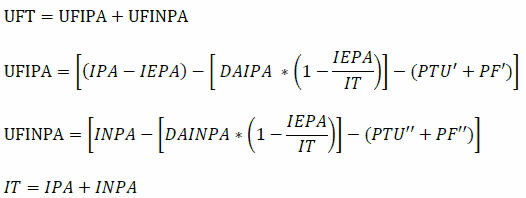 UFT = UFIPA + UFINPA
UFIPA = [(IPA − IEPA) − [ DAIPA * (1 − IEPA/IT)] − (PTU′ + PF′)]
UFINPA = [INPA − [DAINPA * (1 − IEPA/IT)] − (PTU′′ + PF′′)]
IT = IPA + INPA